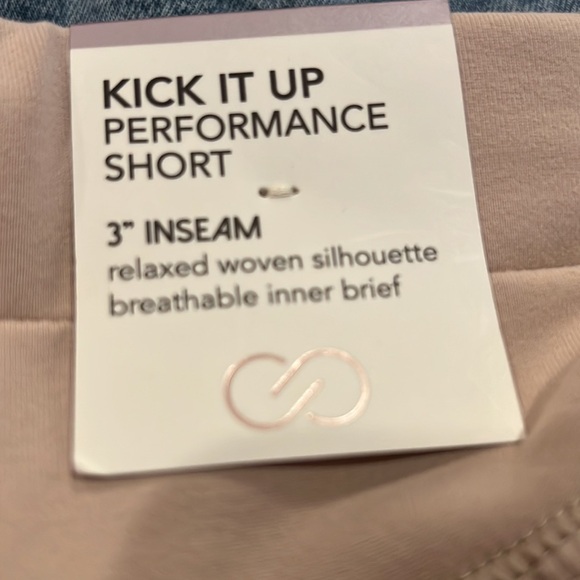 KICK IT UP
PERFORMANCE
SHORT
3" INSEAM
relaxed woven silhouette
breathable inner brief